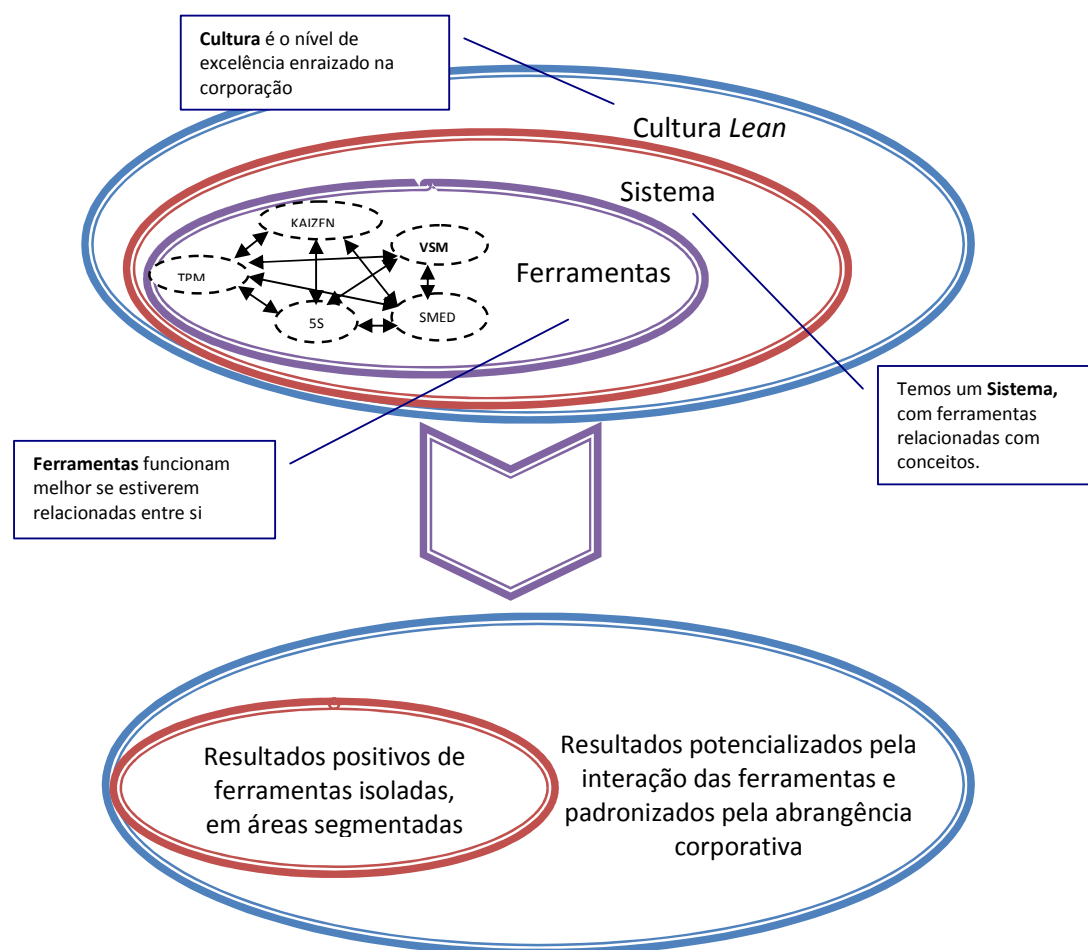 Cultura é o nível de
excelência enraizado na
corporação
Cultura Lean
Sistema
KAIZEN
VSM
TPM
Ferramentas
5S
SMED
Temos um Sistema,
com ferramentas
relacionadas com
conceitos.
Ferramentas funcionam
melhor se estiverem
relacionadas entre si
Resultados positivos de
ferramentas isoladas,
em áreas segmentadas
Resultados potencializados pela
interação das ferramentas e
padronizados pela abrangência
corporativa